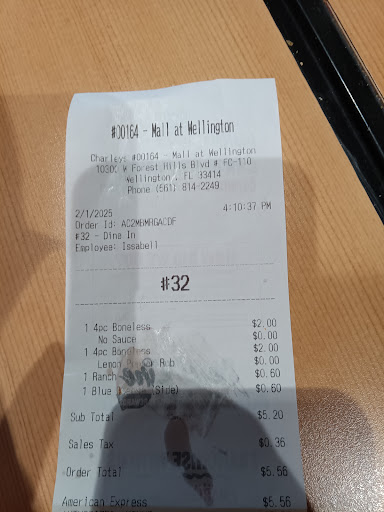 #00164 - Mall at Wellington
Charleys #00164 - Mall at Wellington
10300 W Forest Hills Blvd # FC-110
Wellington , FL 33414
Phone (561) 814-2249
2/1/2025 4:10:37 PM
Order Id: AC2MBMRGACDF
#32 - Dine In
Employee: Issabell
#32
1 4pc Boneless $2.00
No Sauce $0.00
1 4pc Boneless $2.00
Lemon Rub $0.00
1 Ranch $0.60
1 Blue (Side) $0.60
Sub Total $5.20
Sales Tax $0.36
Order Total $5.56
American Express $5.56